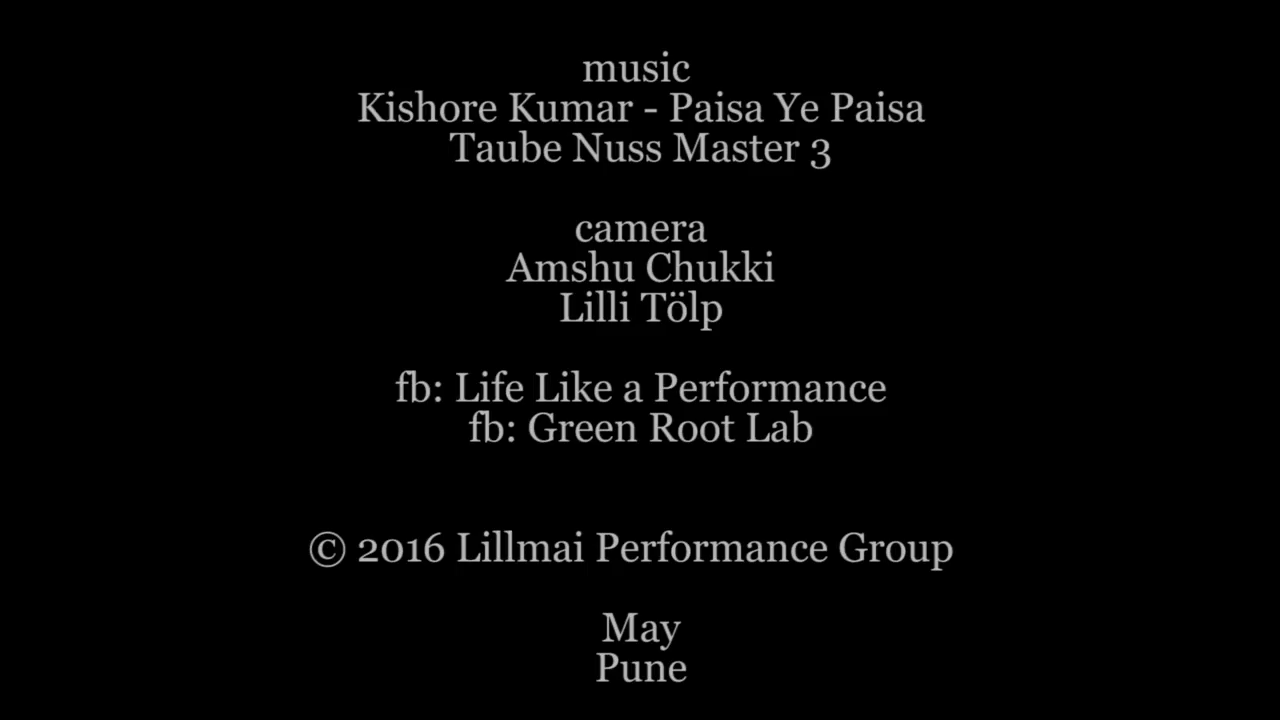 music
Kishore Kumar - Paisa Ye Paisa
Taube Nuss Master 3
camera
Amshu Chukki
Lilli Tölp
fb: Life Like a Performance
fb: Green Root Lab
© 2016 Lillmai Performance Group
May
Pune